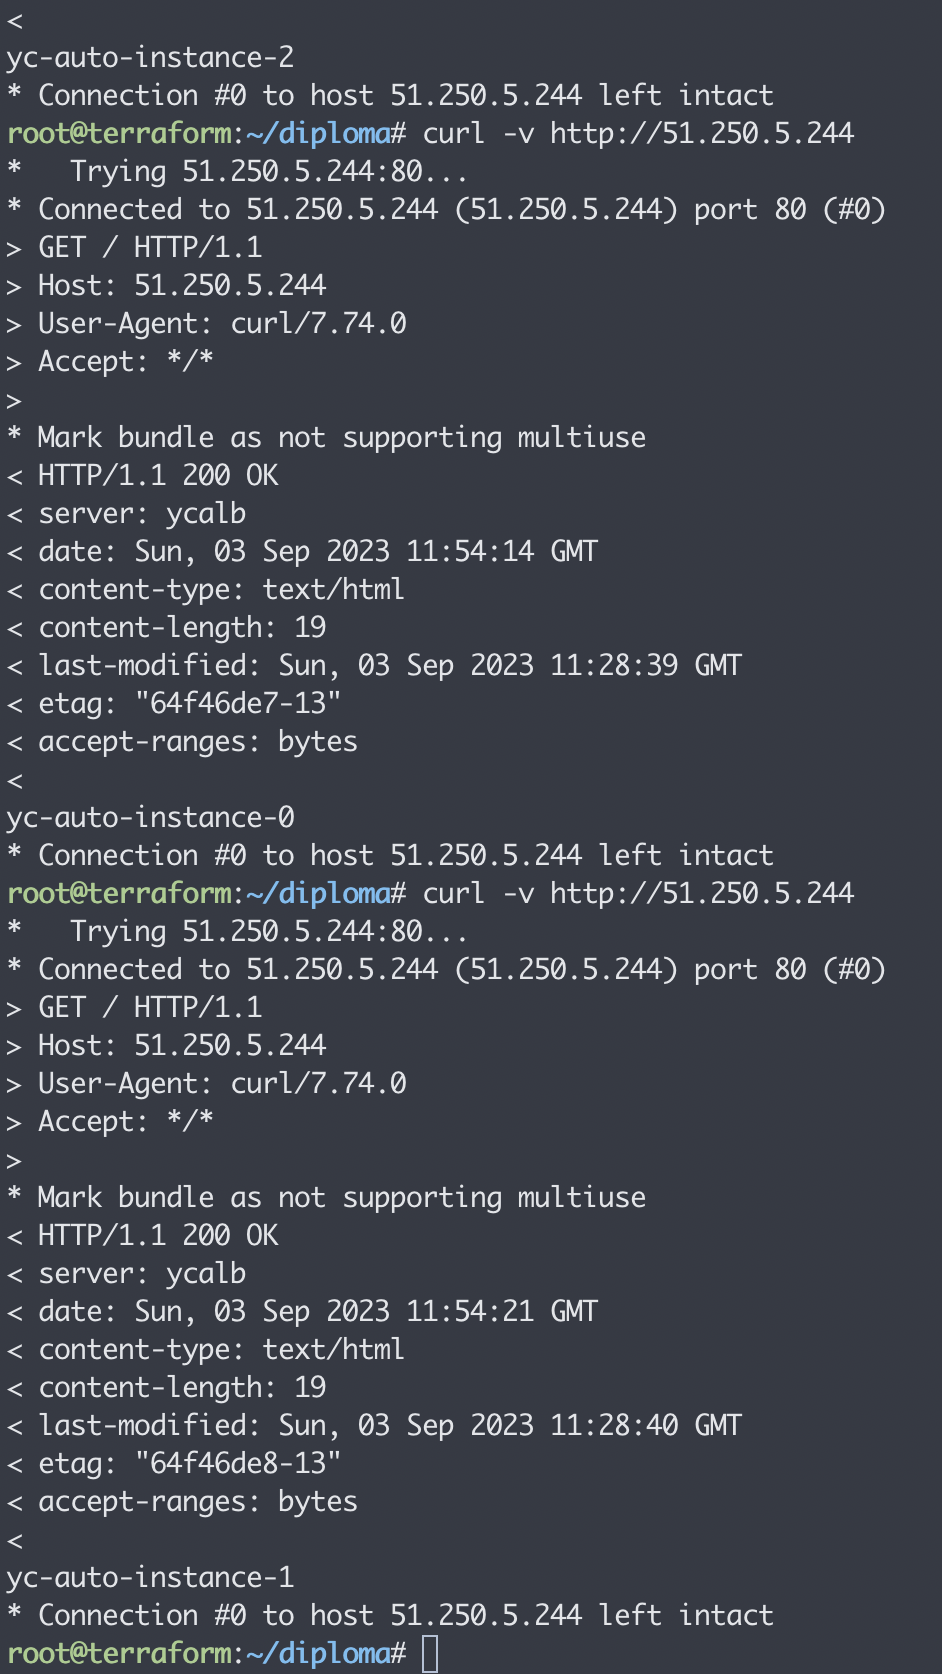 <
yc-auto-instance-2
* Connection #0 to host 51.250.5.244 left intact
root@terraform:~/diploma# curl -v http://51.250.5.244
*   Trying 51.250.5.244:80...
* Connected to 51.250.5.244 (51.250.5.244) port 80 (#0)
> GET / HTTP/1.1
> Host: 51.250.5.244
> User-Agent: curl/7.74.0
> Accept: */*
>
* Mark bundle as not supporting multiuse
< HTTP/1.1 200 OK
< server: ycalb
< date: Sun, 03 Sep 2023 11:54:14 GMT
< content-type: text/html
< content-length: 19
< last-modified: Sun, 03 Sep 2023 11:28:39 GMT
< etag: "64f46de7-13"
< accept-ranges: bytes
<
yc-auto-instance-0
* Connection #0 to host 51.250.5.244 left intact
root@terraform:~/diploma# curl -v http://51.250.5.244
*   Trying 51.250.5.244:80...
* Connected to 51.250.5.244 (51.250.5.244) port 80 (#0)
> GET / HTTP/1.1
> Host: 51.250.5.244
> User-Agent: curl/7.74.0
> Accept: */*
>
* Mark bundle as not supporting multiuse
< HTTP/1.1 200 OK
< server: ycalb
< date: Sun, 03 Sep 2023 11:54:21 GMT
< content-type: text/html
< content-length: 19
< last-modified: Sun, 03 Sep 2023 11:28:40 GMT
< etag: "64f46de8-13"
< accept-ranges: bytes
<
yc-auto-instance-1
* Connection #0 to host 51.250.5.244 left intact
root@terraform:~/diploma#